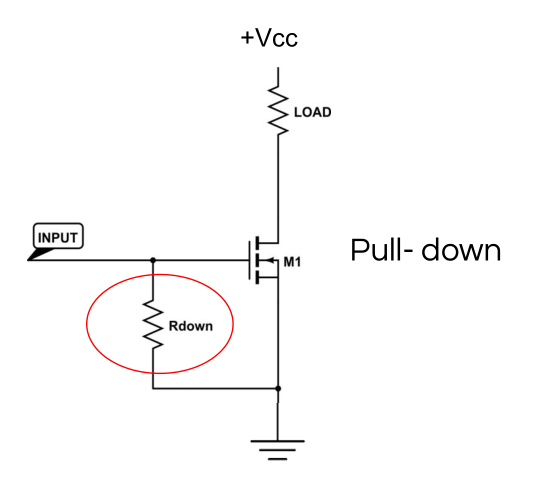 +Vcc
LOAD
INPUT
M1
Pull- down
Rdown